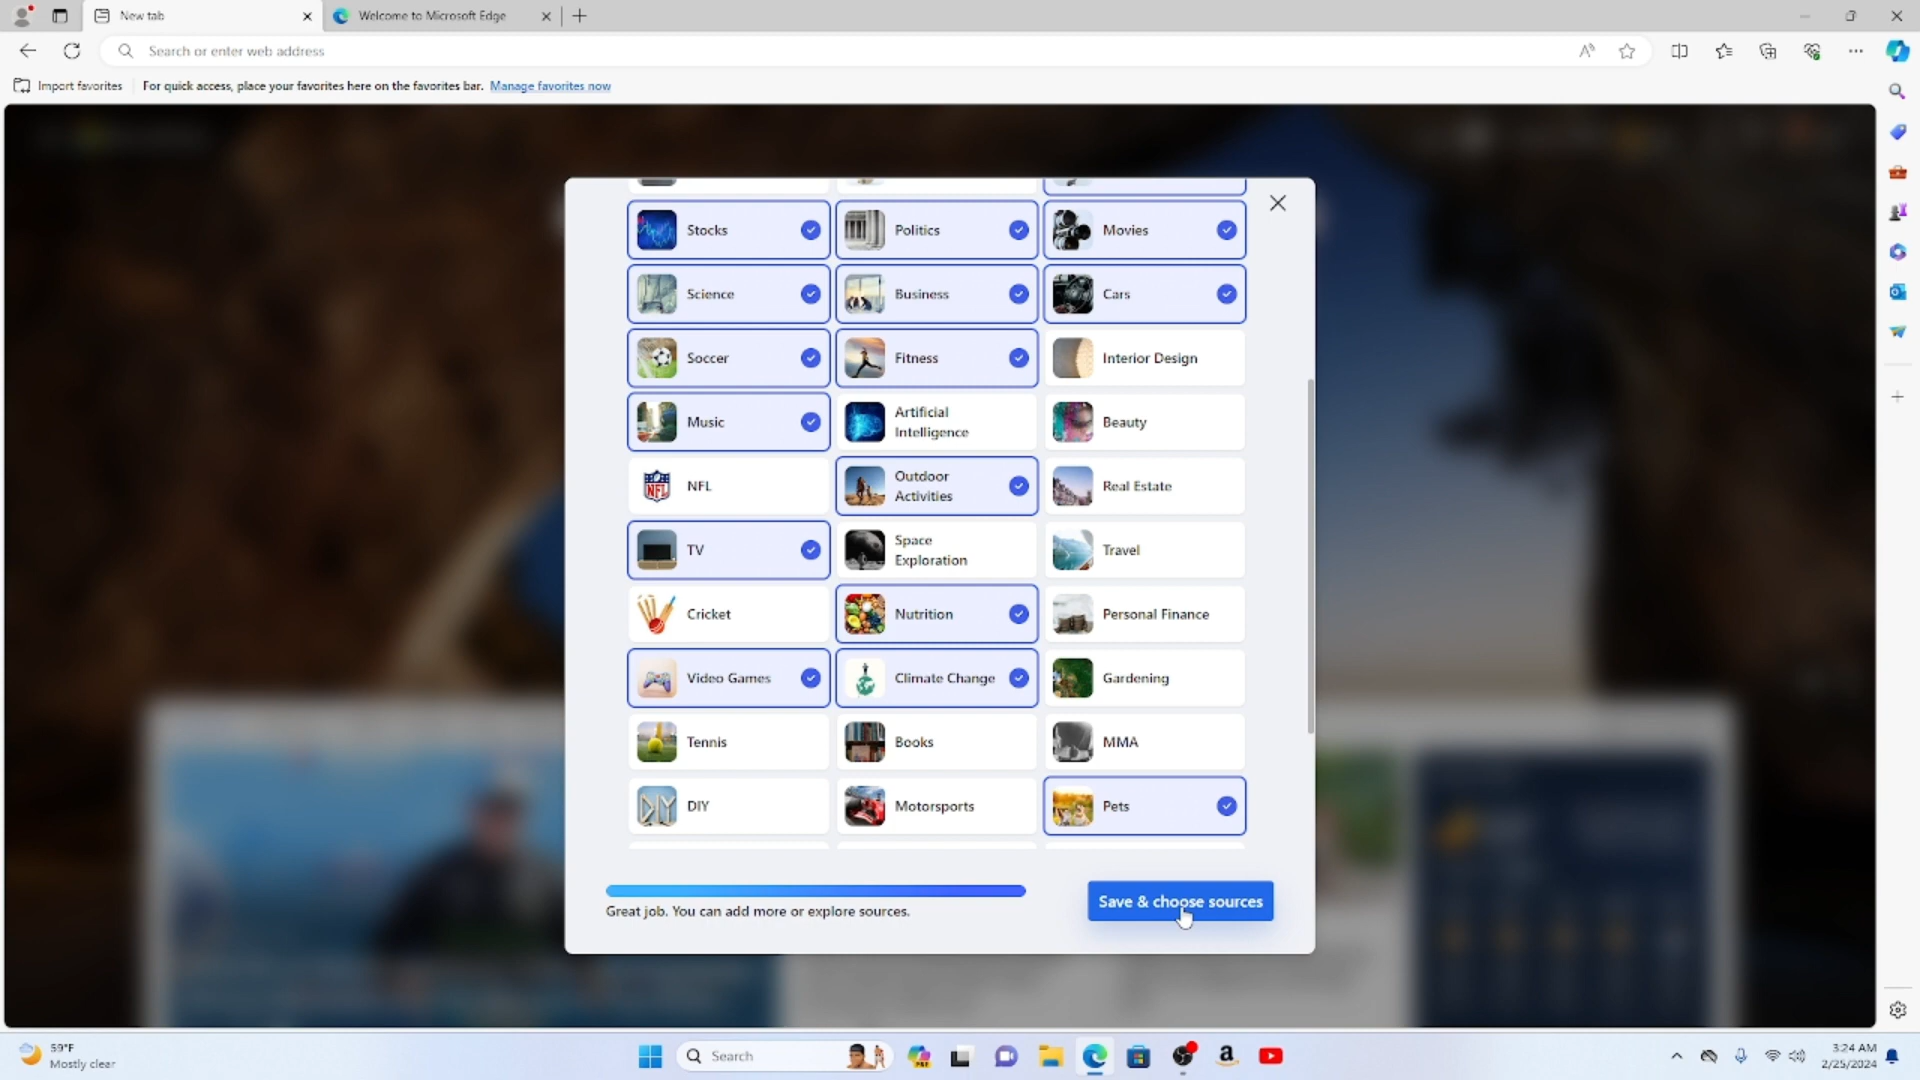 New tab
Welcome to Microsoft Edge
Search or enter web address
Import favorites
For quick access, place your favorites here on the favorites bar. Manage favorites now
Stocks
Politics
Movies
Science
Business
Cars
Soccer
Fitness
Interior Design
Music
Artificial
Intelligence
Beauty
NFL
NFL
Outdoor
Activities
Real Estate
TV
Space
Exploration
Travel
Cricket
Nutrition
Personal Finance
Video Games
Climate Change
Gardening
Tennis
Books
MMA
DIY
DIY
Motorsports
Pets
Great job. You can add more or explore sources.
Save & choose sources
59°F
Mostly clear
Search
3:24 AM
2/25/2024